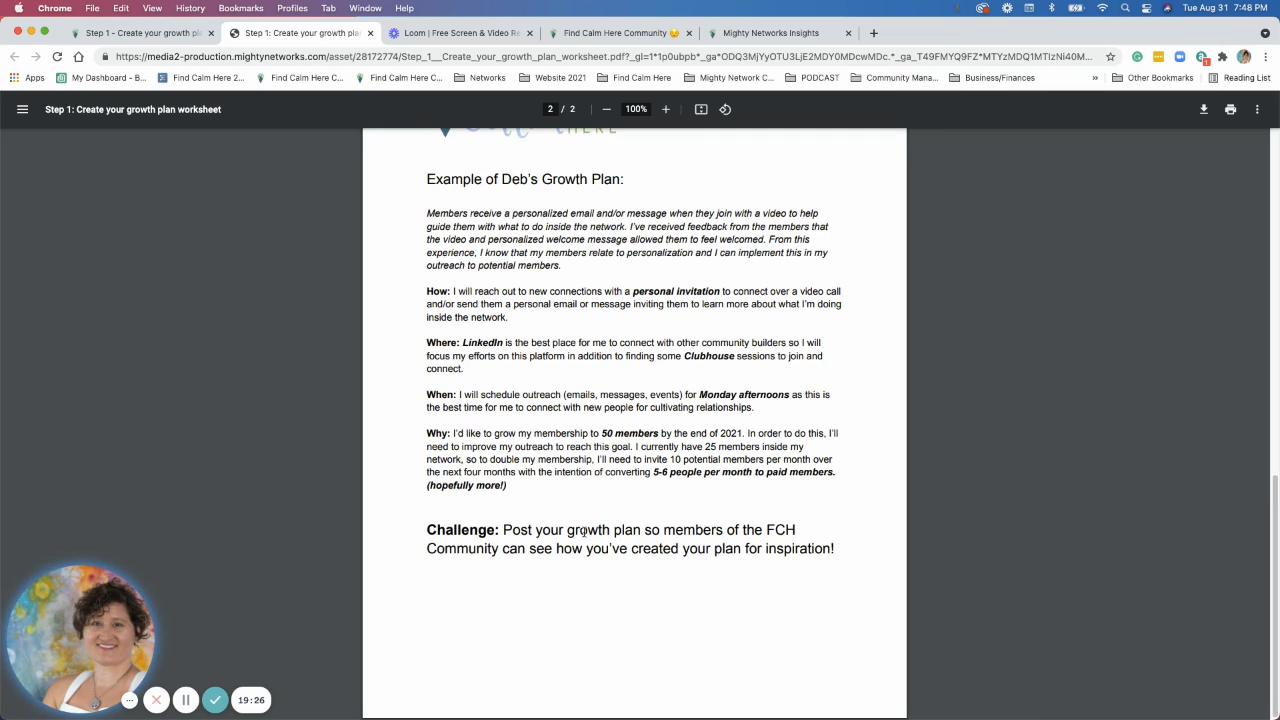 Chrome File Edit View History Bookmarks Profiles Tab Window Help
Tue Aug 31 7:48 PM
Step 1 - Create your growth pla
Step 1: Create your growth plan
Loom | Free Screen & Video Re
Find Calm Here Community
Mighty Networks Insights
https://media2-production.mightynetworks.com/asset/28172774/Step_1__Create_your_growth_plan_worksheet.pdf?_gl=
Apps My Dashboard - B... Find Calm Here 2... Find Calm Here C... Find Calm Here C... Networks Website 2021 Find Calm Here Mighty Network C... PODCAST Community Mana... Business/Finances » Other Bookmarks Reading List
Step 1: Create your growth plan worksheet
2 / 2
100%
HERE
Example of Deb's Growth Plan:
Members receive a personalized email and/or message when they join with a video to help
guide them with what to do inside the network. I've received feedback from the members that
the video and personalized welcome message allowed them to feel welcomed. From this
experience, I know that my members relate to personalization and I can implement this in my
outreach to potential members.
How: I will reach out to new connections with a personal invitation to connect over a video call
and/or send them a personal email or message inviting them to learn more about what I'm doing
inside the network.
Where: LinkedIn is the best place for me to connect with other community builders so I will
focus my efforts on this platform in addition to finding some Clubhouse sessions to join and
connect.
When: I will schedule outreach (emails, messages, events) for Monday afternoons as this is
the best time for me to connect with new people for cultivating relationships.
Why: I'd like to grow my membership to 50 members by the end of 2021. In order to do this, I'll
need to improve my outreach to reach this goal. I currently have 25 members inside my
network, so to double my membership, I'll need to invite 10 potential members per month over
the next four months with the intention of converting 5-6 people per month to paid members.
(hopefully more!)
Challenge: Post your growth plan so members of the FCH
Community can see how you've created your plan for inspiration!
19:26